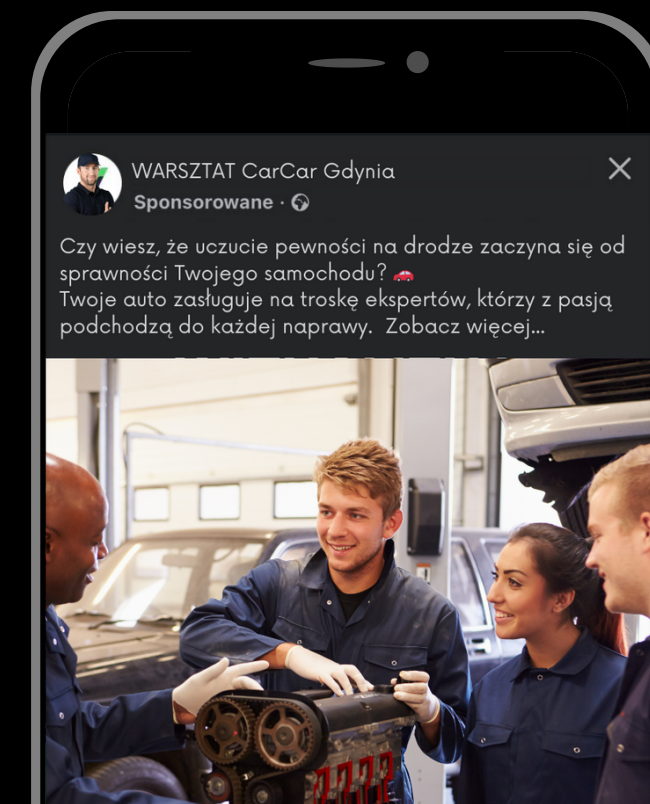 WARSZTAT CarCar Gdynia
Sponsorowane ·
Czy wiesz, że uczucie pewności na drodze zaczyna się od
sprawności Twojego samochodu? 🚗
Twoje auto zasługuje na troskę ekspertów, którzy z pasją
podchodzą do każdej naprawy.  Zobacz więcej...